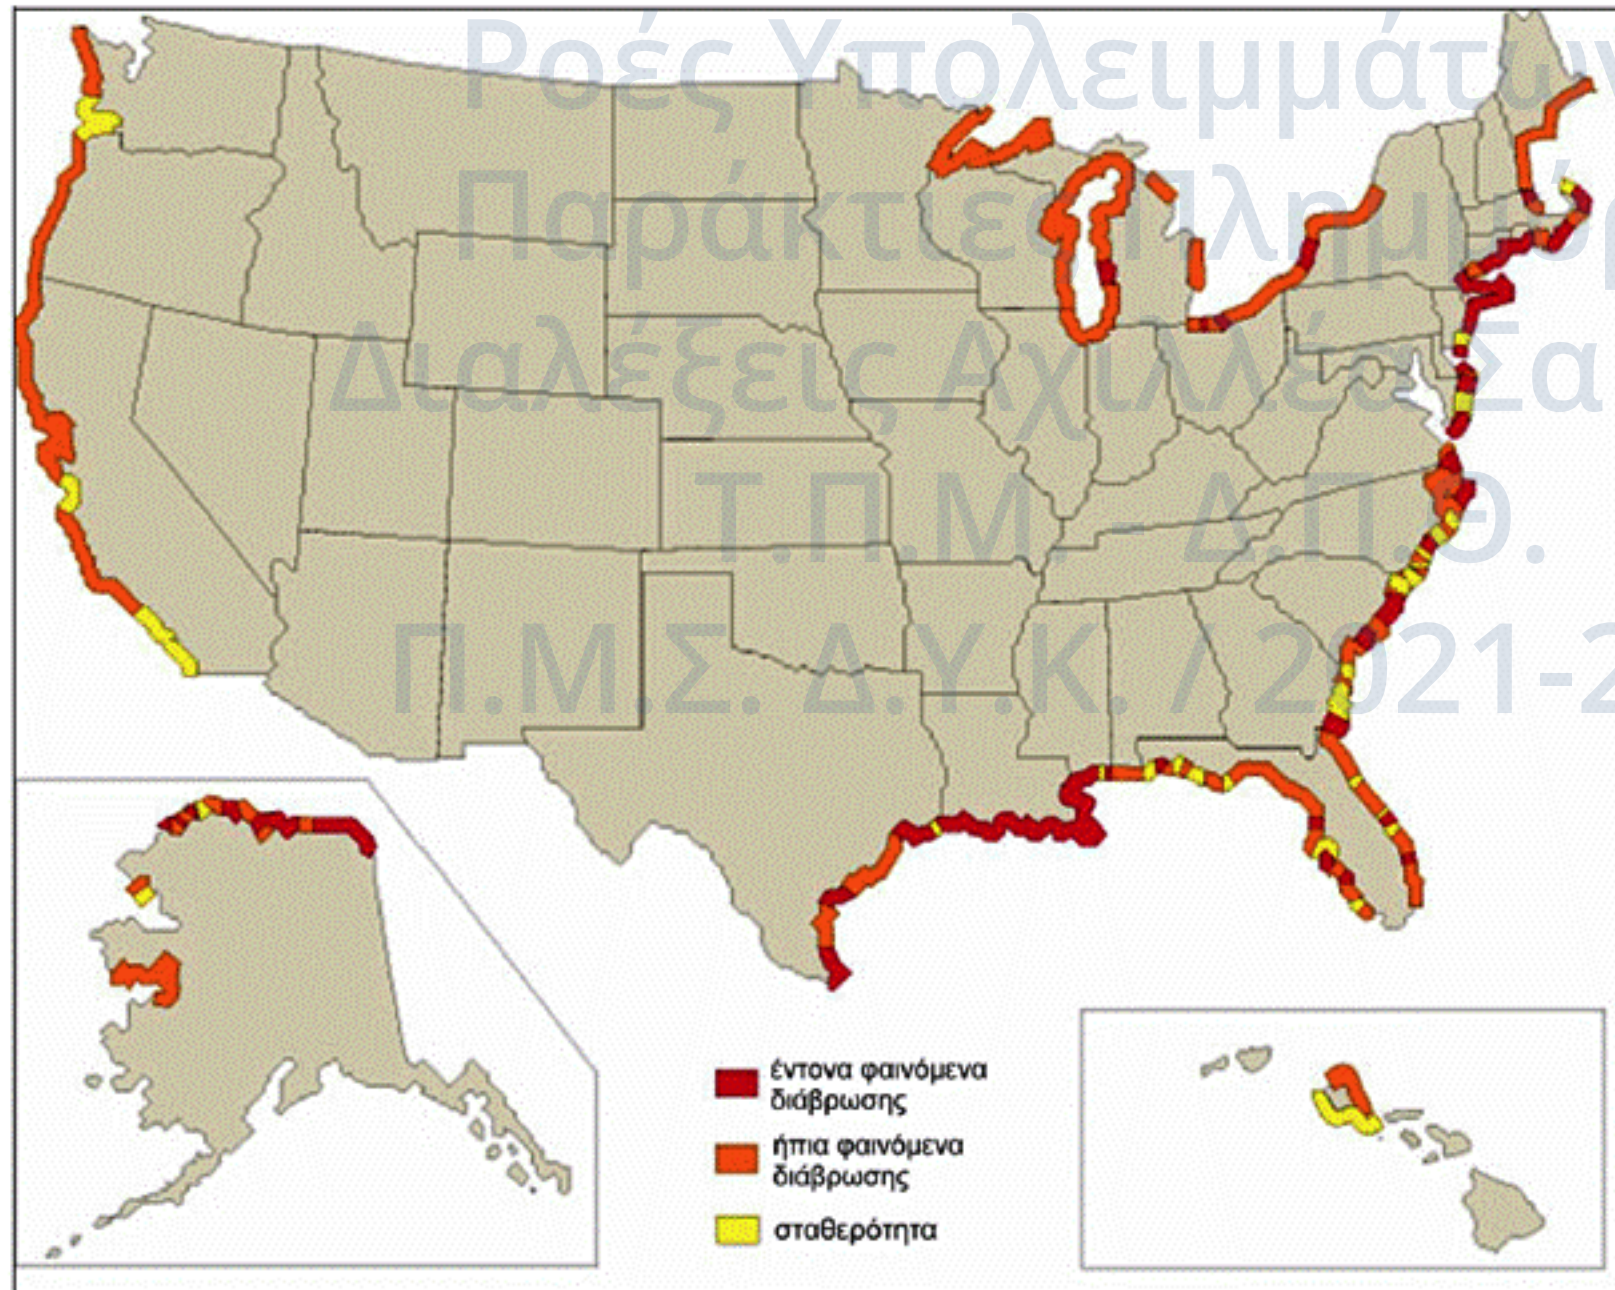 Ροές Υπολειμμάτων
Παράκτιες Πλημμύρ
Διαλέξεις Αχιλλέα Σα
Τ.Π.Μ. - Δ.Π.Θ.
Π.Μ.Σ. Δ.Υ.Κ. / 2021-2
έντονα φαινόμενα
διάβρωσης
ήπια φαινόμενα
διάβρωσης
σταθερότητα